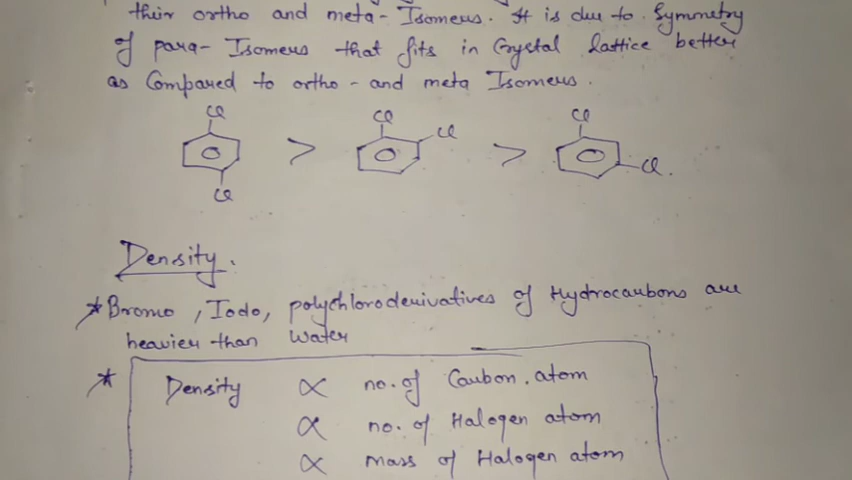 their ortho and meta-Isomers. It is due to Symmetry
of para-Isomers that fits in Crystal lattice better
as Compared to ortho-and meta Isomers.
Cl Cl Cl
Cl
> > Cl.
Cl
Density.
*Bromo, Iodo, polychloroderivatives of Hydrocarbons are
heavier than Water
* Density ∝ no. of Carbon. atom
∝ no. of Halogen atom
∝ mass of Halogen atom